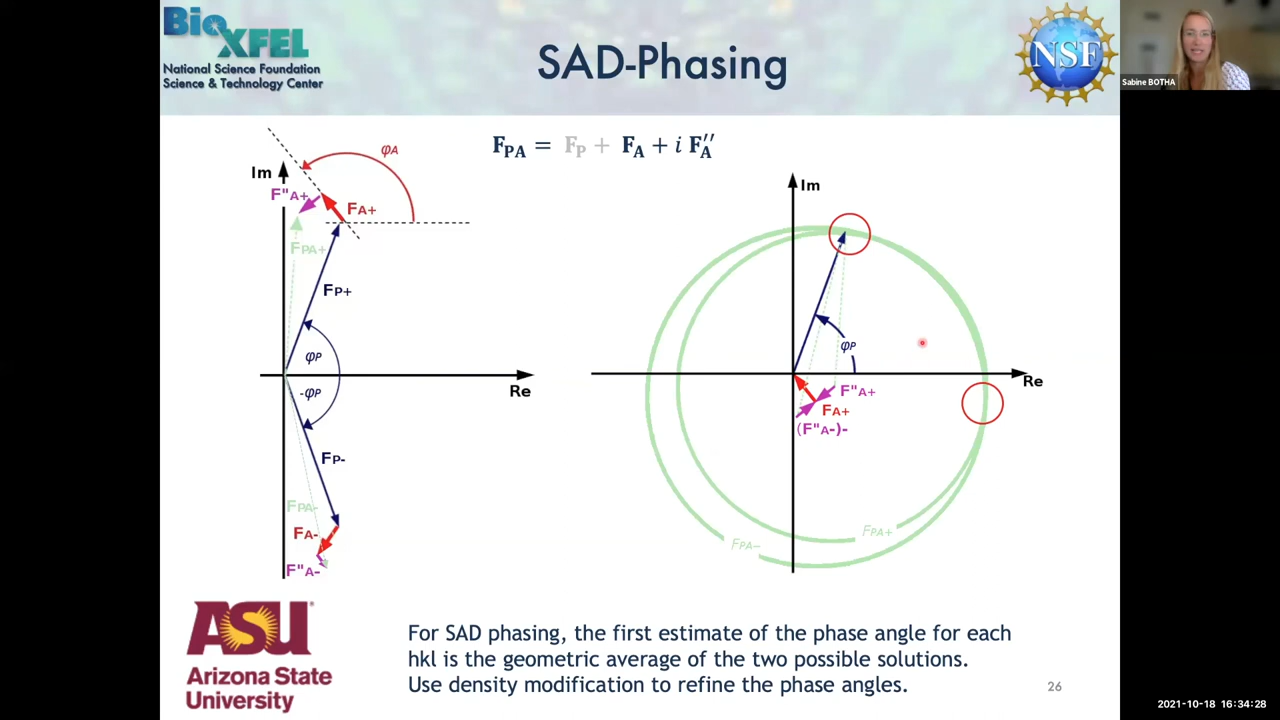 BioXFEL
National Science Foundation
Science & Technology Center
SAD-Phasing
NSF
Sabine BOTHA
F_PA = F_P + F_A + i F''_A
φA
Im
F"A+
FA+
FPA+
FP+
φP
-φP
Re
FP-
FPA-
FA-
F"A-
Im
φP
Re
F"A+
FA+
(F"A-)-
FPA+
FPA-
ASU
Arizona State
University
For SAD phasing, the first estimate of the phase angle for each
hkl is the geometric average of the two possible solutions.
Use density modification to refine the phase angles.
26
2021-10-18 16:34:28